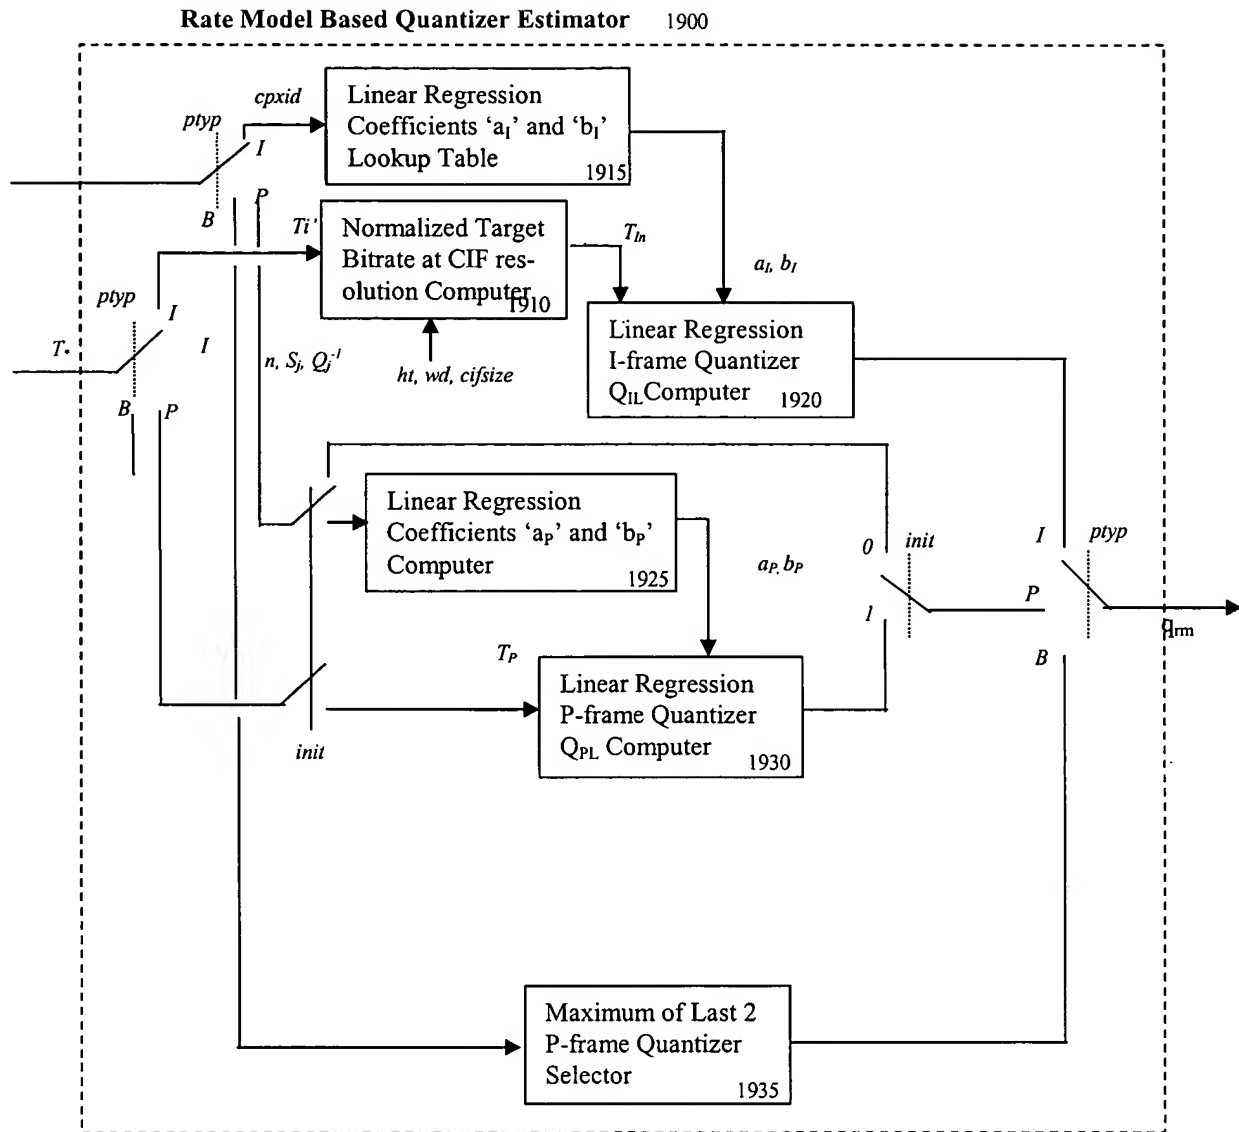 Rate Model Based Quantizer Estimator 1900
cpxid
ptyp
I
B
P
Linear Regression
Coefficients ‘aI’ and ‘bI’
Lookup Table
1915
Ti'
Normalized Target
Bitrate at CIF res-
olution Computer
1910
TIn
aI, bI
ptyp
I
T•
I
B
P
n, Sj, Qj-1
ht, wd, cifsize
Linear Regression
I-frame Quantizer
QIL Computer
1920
Linear Regression
Coefficients ‘aP’ and ‘bP’
Computer
1925
aP, bP
0
init
1
I
ptyp
P
B
qrm
TP
init
Linear Regression
P-frame Quantizer
QPL Computer
1930
Maximum of Last 2
P-frame Quantizer
Selector
1935